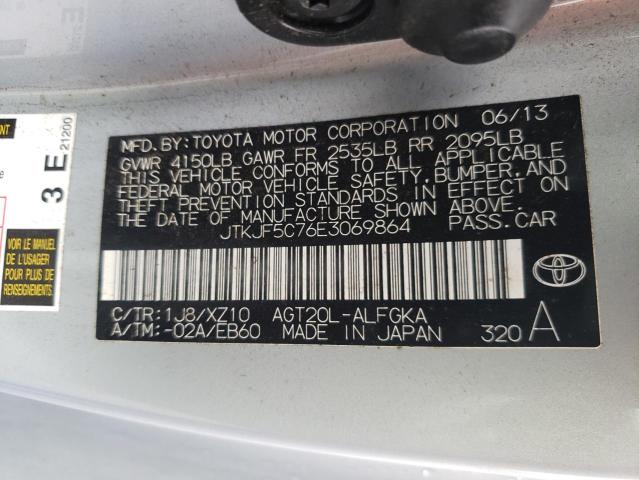 MFD. BY: TOYOTA MOTOR CORPORATION 06/13
GVWR 4150LB GAWR FR 2535LB RR 2095LB
THIS VEHICLE CONFORMS TO ALL APPLICABLE
FEDERAL MOTOR VEHICLE SAFETY, BUMPER, AND
THEFT PREVENTION STANDARDS IN EFFECT ON
THE DATE OF MANUFACTURE SHOWN ABOVE.
JTKJF5C76E3069864 PASS. CAR
C/TR: 1J8/XZ10 AGT20L-ALFGKA
A/TM: -02A/EB60 MADE IN JAPAN 320 A
3 E 21200
VOIR LE MANUEL
DE L'USAGER
POUR PLUS DE
RENSEIGNEMENTS.